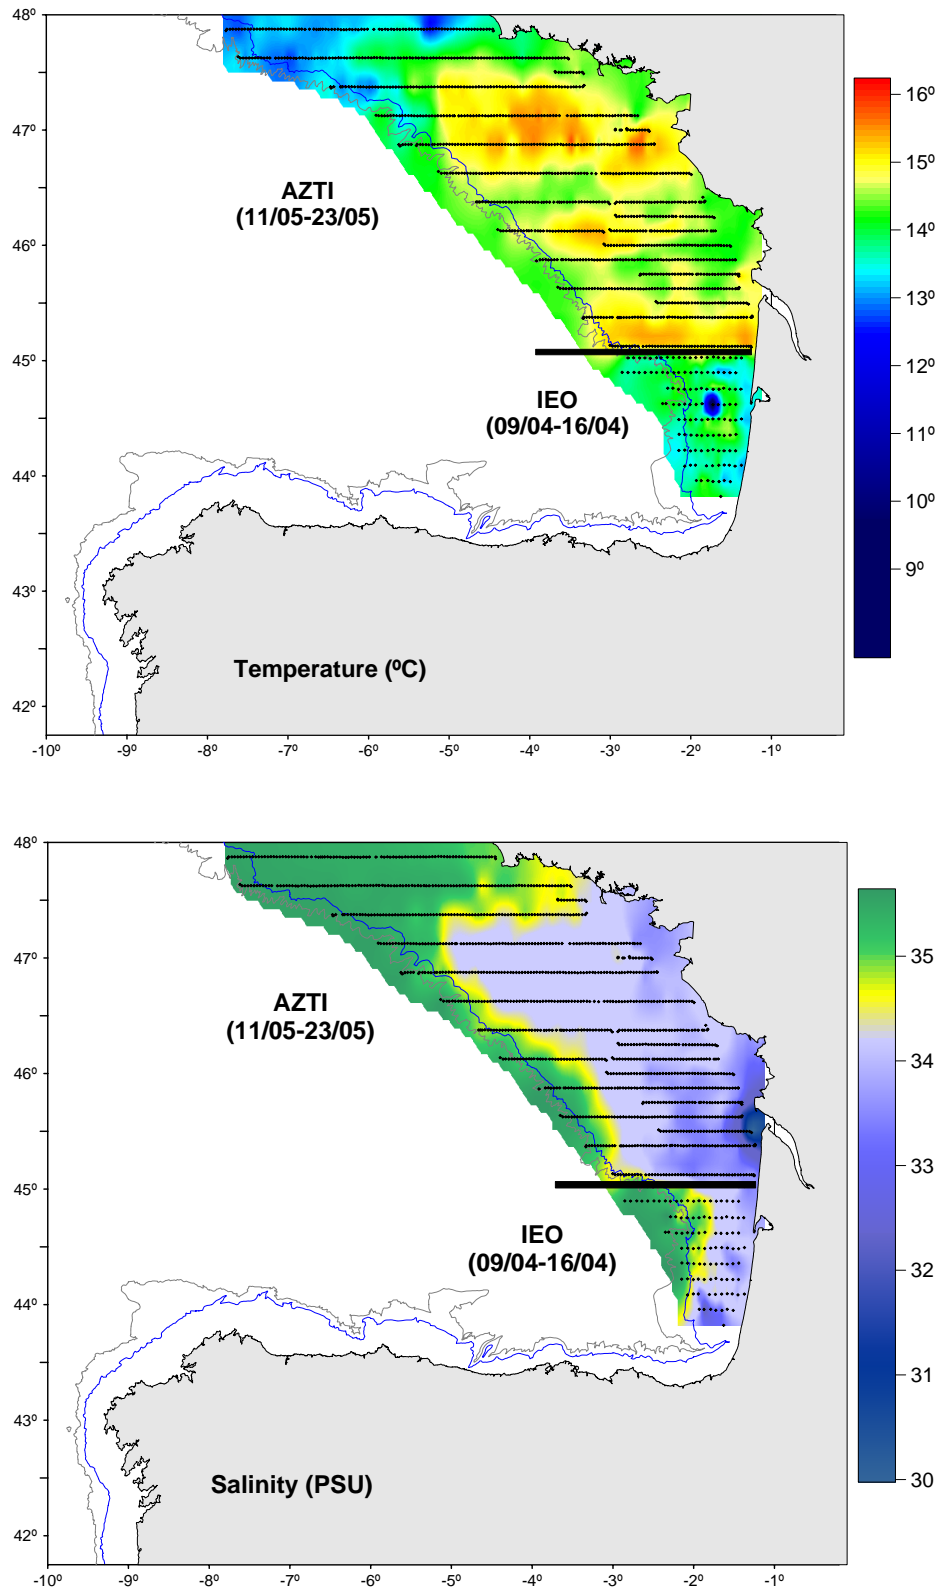 48º
47º
46º
45º
44º
43º
42º
AZTI
(11/05-23/05)
IEO
(09/04-16/04)
Temperature (ºC)
-10º -9º -8º -7º -6º -5º -4º -3º -2º -1º
16º
15º
14º
13º
12º
11º
10º
9º
48º
47º
46º
45º
44º
43º
42º
AZTI
(11/05-23/05)
IEO
(09/04-16/04)
Salinity (PSU)
-10º -9º -8º -7º -6º -5º -4º -3º -2º -1º
35
34
33
32
31
30